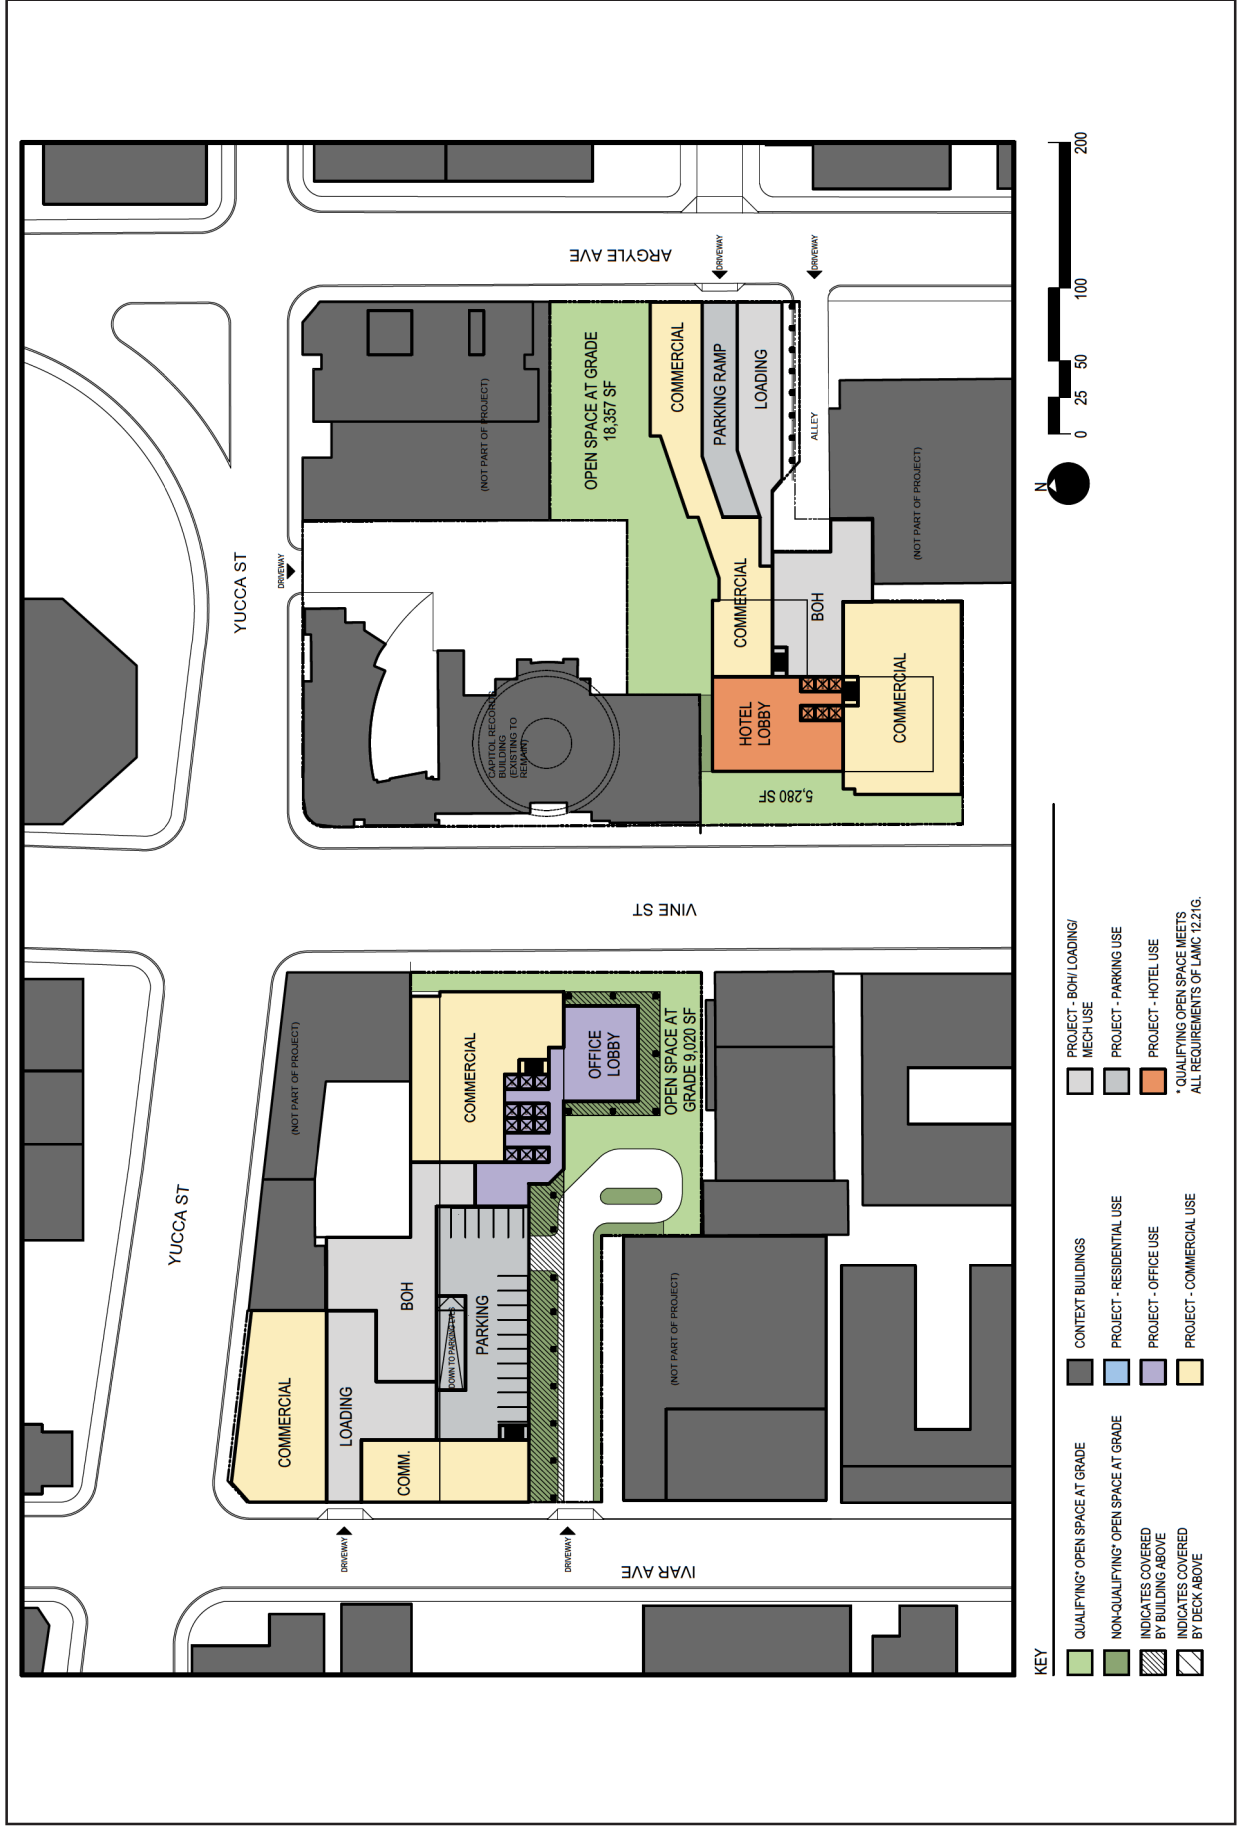 YUCCA ST
YUCCA ST
VINE ST
ARGYLE AVE
IVAR AVE
(NOT PART OF PROJECT)
COMMERCIAL
LOADING
BOH
COMM.
DOWN TO PARKING LVLS
PARKING
COMMERCIAL
OFFICE
LOBBY
OPEN SPACE AT
GRADE 9,020 SF
(NOT PART OF PROJECT)
DRIVEWAY
DRIVEWAY
DRIVEWAY
CAPITOL RECORDS
BUILDING
(EXISTING TO
REMAIN)
(NOT PART OF PROJECT)
OPEN SPACE AT GRADE
18,357 SF
COMMERCIAL
PARKING RAMP
LOADING
DRIVEWAY
DRIVEWAY
ALLEY
COMMERCIAL
BOH
HOTEL
LOBBY
COMMERCIAL
5,280 SF
(NOT PART OF PROJECT)
N
0
25
50
100
200
KEY
QUALIFYING* OPEN SPACE AT GRADE
NON-QUALIFYING* OPEN SPACE AT GRADE
INDICATES COVERED
BY BUILDING ABOVE
INDICATES COVERED
BY DECK ABOVE
CONTEXT BUILDINGS
PROJECT - RESIDENTIAL USE
PROJECT - OFFICE USE
PROJECT - COMMERCIAL USE
PROJECT - BOH/ LOADING/
MECH USE
PROJECT - PARKING USE
PROJECT - HOTEL USE
* QUALIFYING OPEN SPACE MEETS
ALL REQUIREMENTS OF LAMC 12.21G.